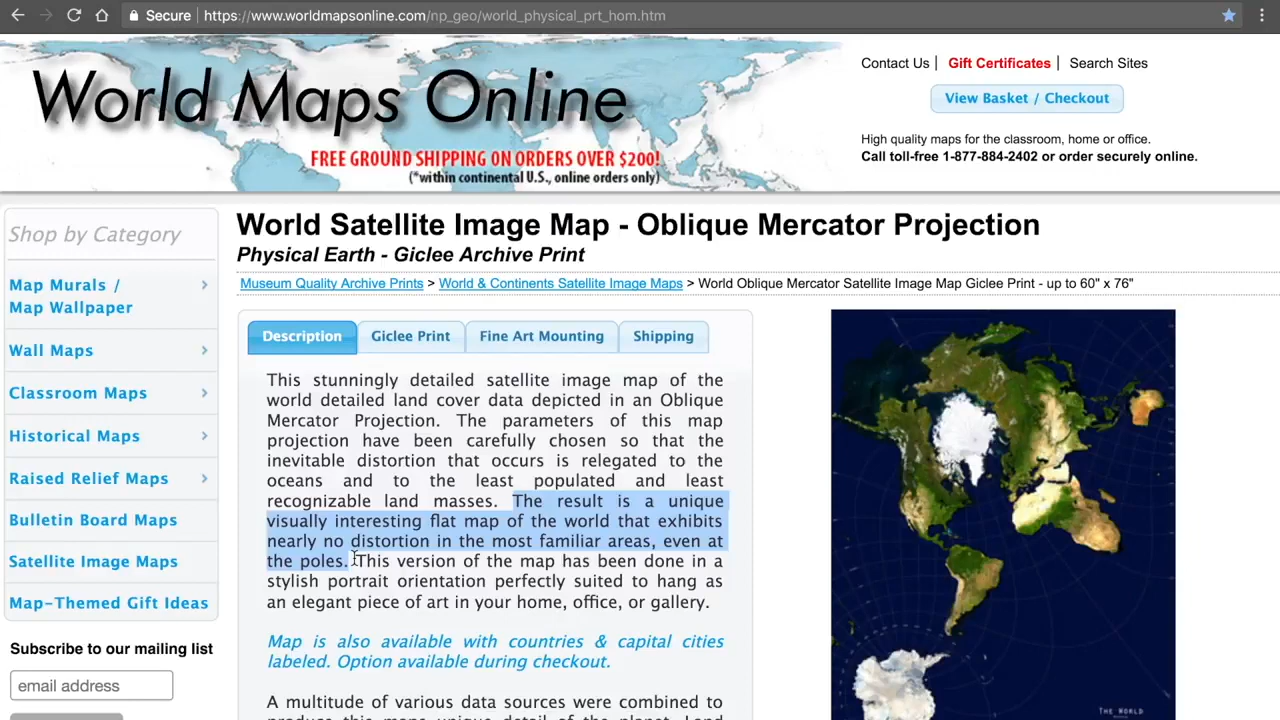 Secure https://www.worldmapsonline.com/np_geo/world_physical_prt_hom.htm
World Maps Online
FREE GROUND SHIPPING ON ORDERS OVER $200!
(*within continental U.S., online orders only)
Contact Us | Gift Certificates | Search Sites
View Basket / Checkout
High quality maps for the classroom, home or office.
Call toll-free 1-877-884-2402 or order securely online.
Shop by Category
Map Murals /
Map Wallpaper
Wall Maps
Classroom Maps
Historical Maps
Raised Relief Maps
Bulletin Board Maps
Satellite Image Maps
Map-Themed Gift Ideas
Subscribe to our mailing list
email address
World Satellite Image Map - Oblique Mercator Projection
Physical Earth - Giclee Archive Print
Museum Quality Archive Prints > World & Continents Satellite Image Maps > World Oblique Mercator Satellite Image Map Giclee Print - up to 60" x 76"
Description Giclee Print Fine Art Mounting Shipping
This stunningly detailed satellite image map of the
world detailed land cover data depicted in an Oblique
Mercator Projection. The parameters of this map
projection have been carefully chosen so that the
inevitable distortion that occurs is relegated to the
oceans and to the least populated and least
recognizable land masses. The result is a unique
visually interesting flat map of the world that exhibits
nearly no distortion in the most familiar areas, even at
the poles. This version of the map has been done in a
stylish portrait orientation perfectly suited to hang as
an elegant piece of art in your home, office, or gallery.
Map is also available with countries & capital cities
labeled. Option available during checkout.
A multitude of various data sources were combined to
produce this maps unique detail of the planet. Land
THE WORLD